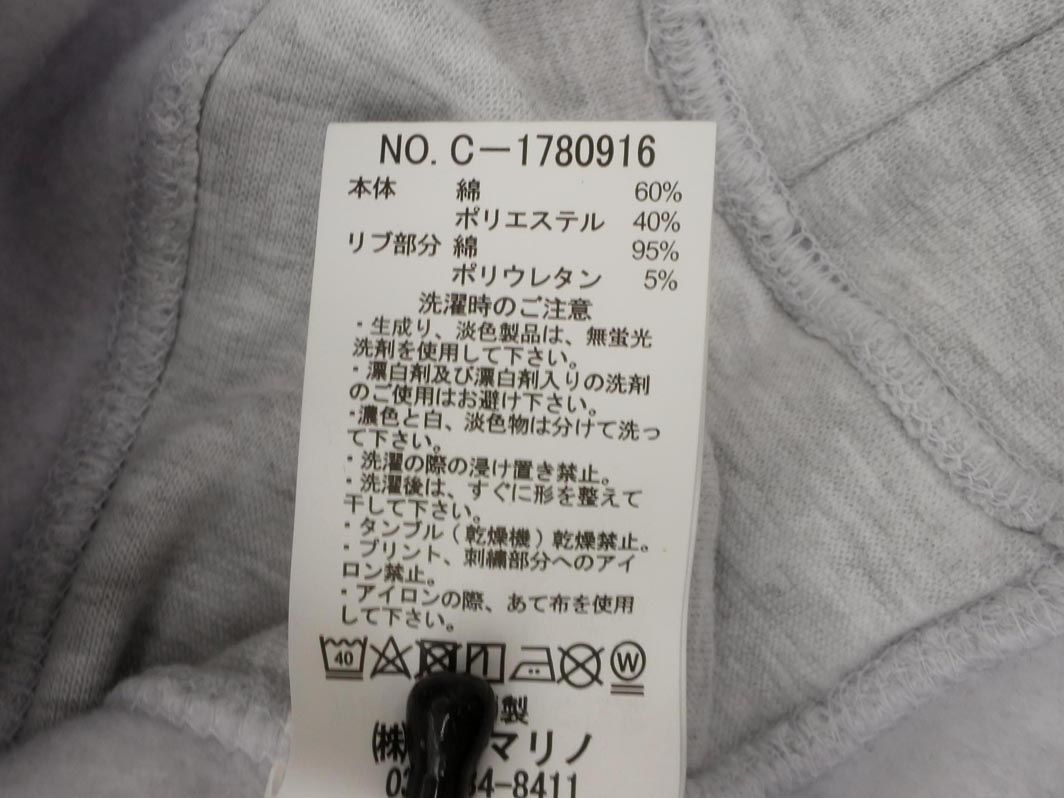 NO. C-1780916
本体 綿 60%
ポリエステル 40%
リブ部分 綿 95%
ポリウレタン 5%
洗濯時のご注意
・生成り、淡色製品は、無蛍光
洗剤を使用して下さい。
・漂白剤及び漂白剤入りの洗剤
のご使用はお避け下さい。
・濃色と白、淡色物は分けて洗っ
て下さい。
・洗濯の際の浸け置き禁止。
・洗濯後は、すぐに形を整えて
干して下さい。
・タンブル(乾燥機)乾燥禁止。
・プリント、刺繍部分へのアイ
ロン禁止。
・アイロンの際、あて布を使用
して下さい。
40 W
製
㈱ マリノ
03 4-8411